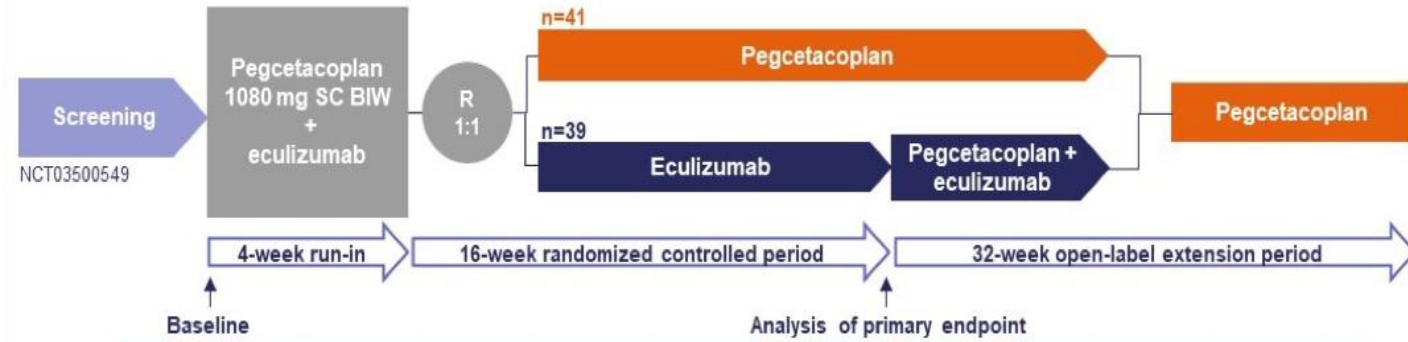 n=41
Pegcetacoplan
Pegcetacoplan
1080 mg SC BIW
+
eculizumab
Screening
R
1:1
Pegcetacoplan
n=39
Eculizumab
Pegcetacoplan +
eculizumab
NCT03500549
4-week run-in
16-week randomized controlled period
32-week open-label extension period
Baseline
Analysis of primary endpoint